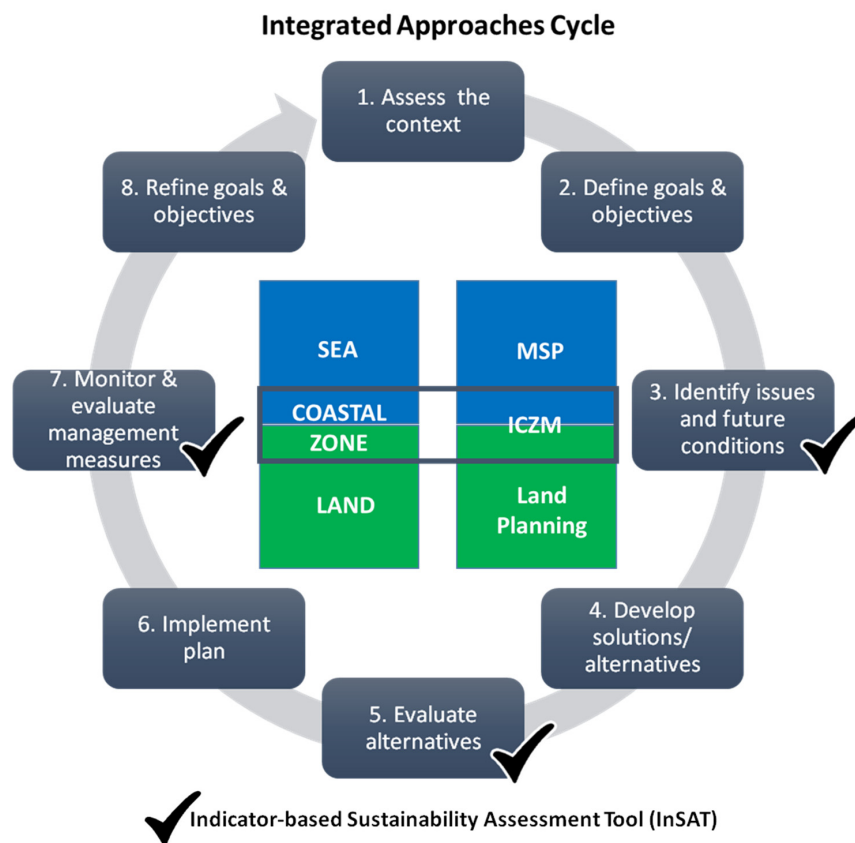 Integrated Approaches Cycle
1. Assess the
context
2. Define goals &
objectives
3. Identify issues
and future
conditions
4. Develop
solutions/
alternatives
5. Evaluate
alternatives
6. Implement
plan
7. Monitor &
evaluate
management
measures
8. Refine goals &
objectives
SEA
COASTAL
ZONE
LAND
MSP
ICZM
Land
Planning
Indicator-based Sustainability Assessment Tool (InSAT)